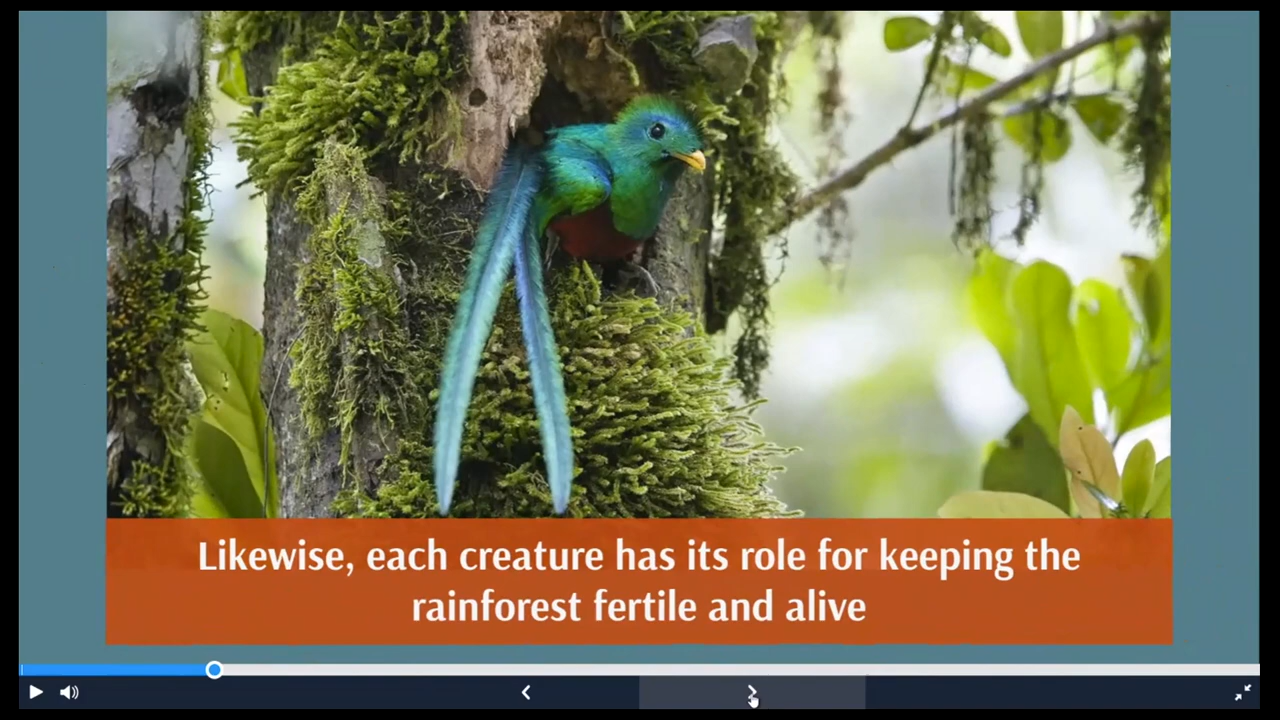 Likewise, each creature has its role for keeping the
rainforest fertile and alive